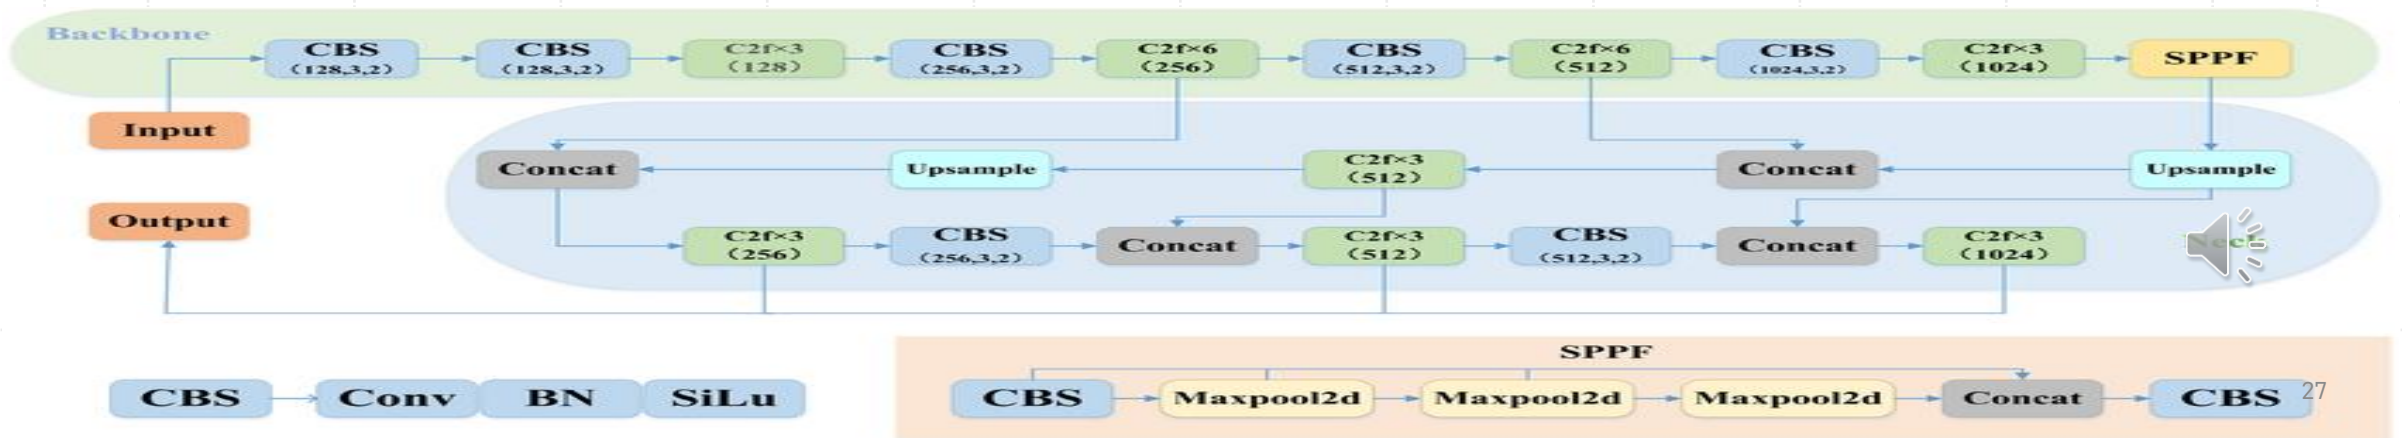 Backbone
CBS
(128,3,2)
CBS
(128,3,2)
C2f×3
(128)
CBS
(256,3,2)
C2f×6
(256)
CBS
(512,3,2)
C2f×6
(512)
CBS
(1024,3,2)
C2f×3
(1024)
SPPF
Input
Concat
Upsample
C2f×3
(512)
Concat
Upsample
Output
C2f×3
(256)
CBS
(256,3,2)
Concat
C2f×3
(512)
CBS
(512,3,2)
Concat
C2f×3
(1024)
Neck
SPPF
CBS
Conv
BN
SiLu
CBS
Maxpool2d
Maxpool2d
Maxpool2d
Concat
CBS
27